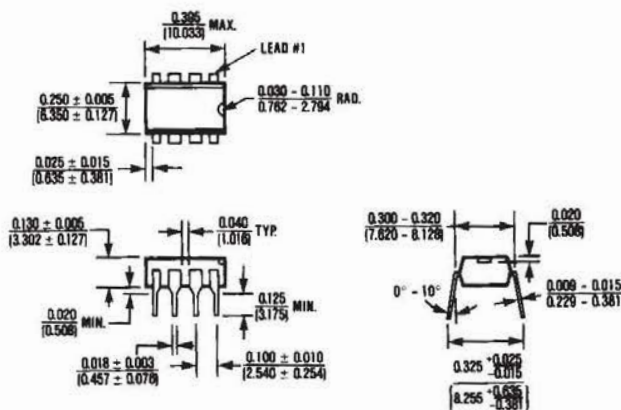 0.395
(10.033) MAX.
LEAD #1
0.250 ± 0.005
(6.350 ± 0.127)
0.030 - 0.110
0.762 - 2.794 RAD.
0.025 ± 0.015
(0.635 ± 0.381)
0.130 ± 0.005
(3.302 ± 0.127)
0.040
(1.016) TYP.
0.300 - 0.320
(7.620 - 8.128)
0.020
(0.508)
0.020
(0.508) MIN.
0.125
(3.175) MIN.
0° - 10°
0.009 - 0.015
0.229 - 0.381
0.018 ± 0.003
(0.457 ± 0.076)
0.100 ± 0.010
(2.540 ± 0.254)
0.325 +0.025
-0.015
(8.255 +0.635
-0.381)